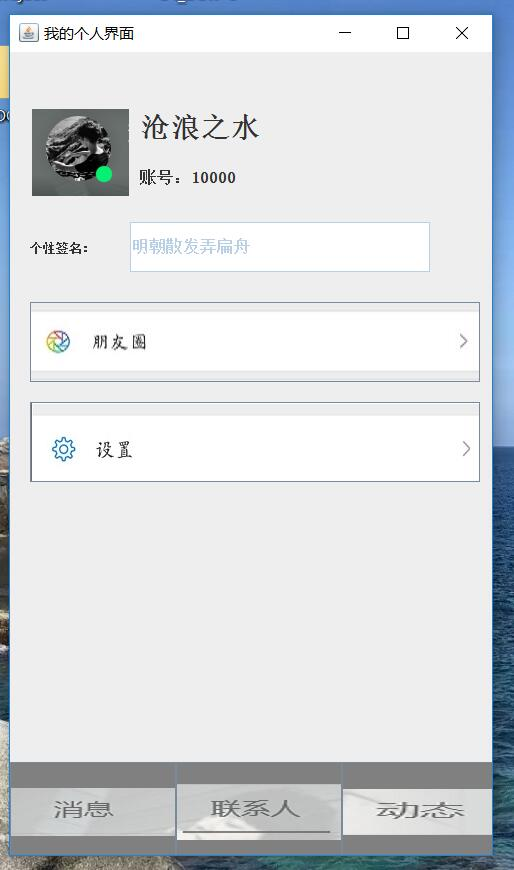 我的个人界面
沧浪之水
账号：10000
个性签名：
明朝散发弄扁舟
朋友圈
设置
消息
联系人
动态